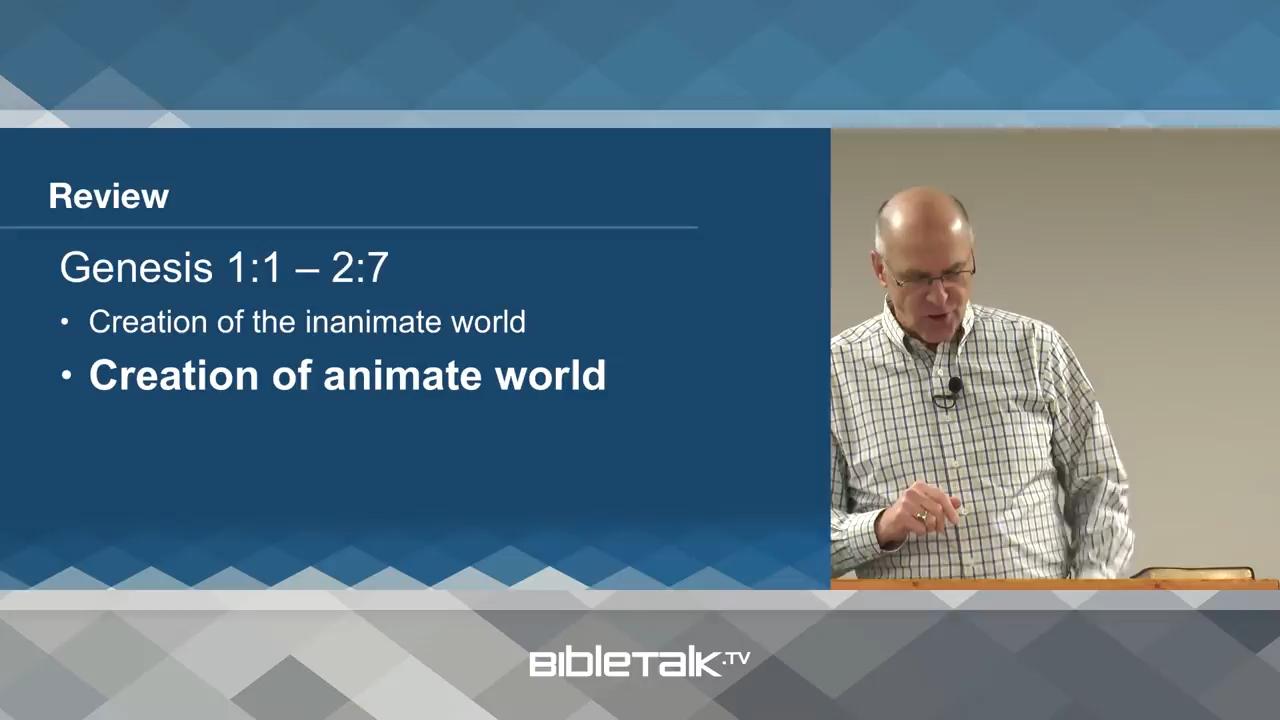 Review
Genesis 1:1 – 2:7
• Creation of the inanimate world
• Creation of animate world
BIBLETALK.TV